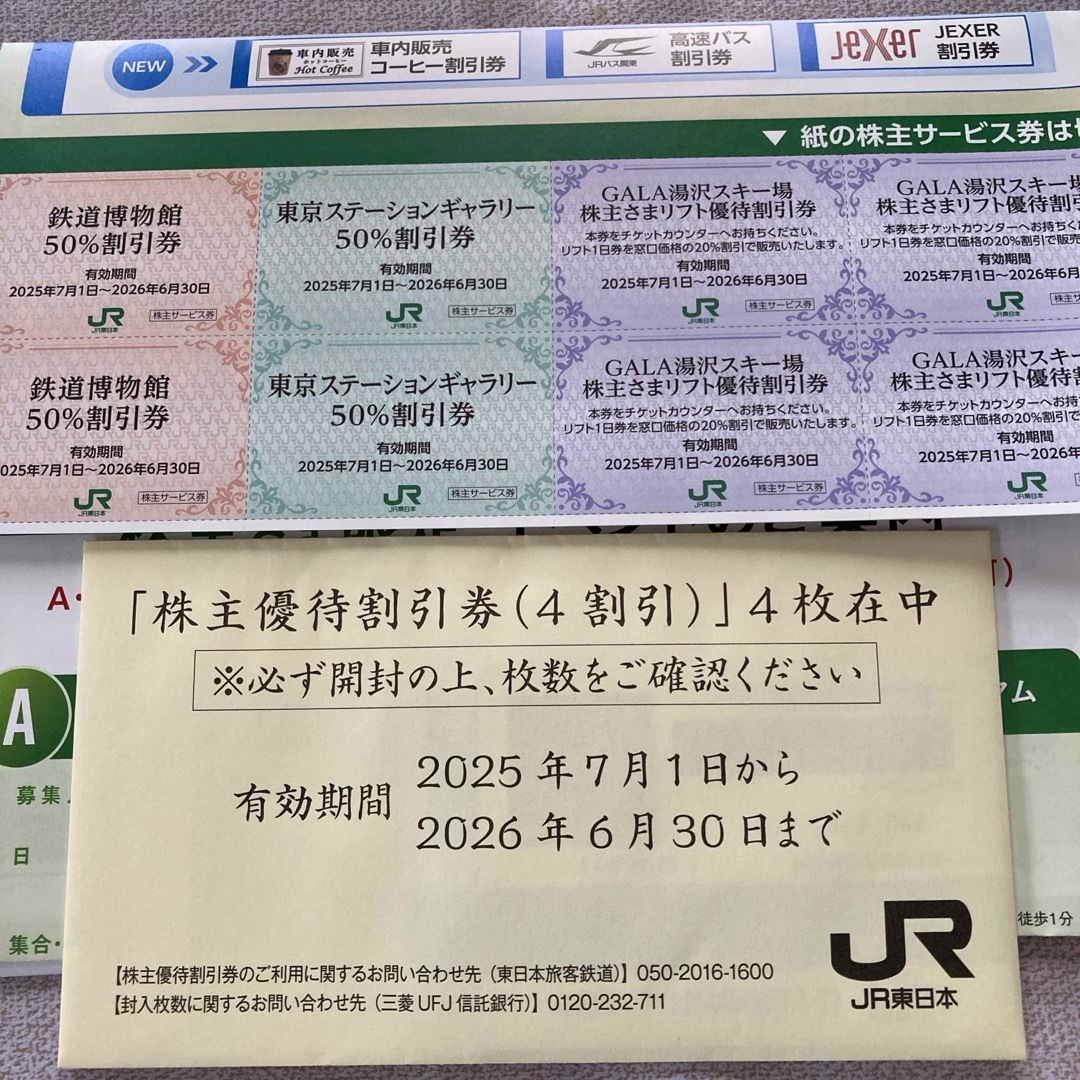 NEW
車内販売
ホットコーヒー
Hot Coffee
車内販売
コーヒー割引券
JRバス関東
高速バス
割引券
JEXER
JEXER
割引券
▼ 紙の株主サービス券は
鉄道博物館
50%割引券
有効期間
2025年7月1日～2026年6月30日
JR
JR東日本
株主サービス券
東京ステーションギャラリー
50%割引券
有効期間
2025年7月1日～2026年6月30日
JR
JR東日本
株主サービス券
GALA湯沢スキー場
株主さまリフト優待割引券
本券をチケットカウンターへお持ちください。
リフト1日券を窓口価格の20%割引で販売いたします。
有効期間
2025年7月1日～2026年6月30日
JR
JR東日本
株主サービス券
GALA湯沢スキー場
株主さまリフト優待割引
本券をチケットカウンターへお持ちく
リフト1日券を窓口価格の20%割引で販売
有効期間
2025年7月1日～2026年6月
JR
JR東日本
鉄道博物館
50%割引券
有効期間
2025年7月1日～2026年6月30日
JR
JR東日本
株主サービス券
東京ステーションギャラリー
50%割引券
有効期間
2025年7月1日～2026年6月30日
JR
JR東日本
株主サービス券
GALA湯沢スキー場
株主さまリフト優待割引券
本券をチケットカウンターへお持ちください。
リフト1日券を窓口価格の20%割引で販売いたします。
有効期間
2025年7月1日～2026年6月30日
JR
JR東日本
株主サービス券
GALA湯沢スキー
株主さまリフト優待割
本券をチケットカウンターへお持
リフト1日券を窓口価格の20%割引で
有効期間
2025年7月1日～2026年6
JR
JR東日本
A・
A
募集
日
集合・
徒歩1分
「株主優待割引券(4割引)」4枚在中
※必ず開封の上、枚数をご確認ください
有効期間
2025年7月1日から
2026年6月30日まで
JR
JR東日本
【株主優待割引券のご利用に関するお問い合わせ先（東日本旅客鉄道）】050-2016-1600
【封入枚数に関するお問い合わせ先（三菱UFJ信託銀行）】0120-232-711